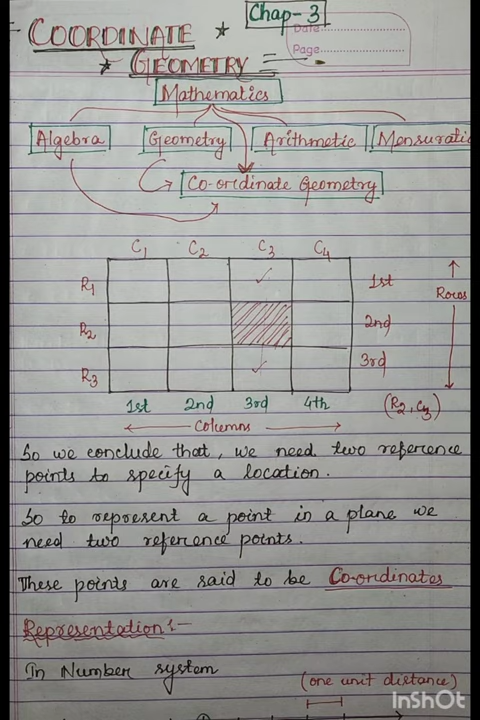 Chap-3
COORDINATE
Date
Page
GEOMETRY
Mathematics
Algebra Geometry Arithmetic Mensuratio
Co-ordinate Geometry
C1 C2 C3 C4
R1 1st Rows
R2 2nd
R3 3rd
1st 2nd 3rd 4th (R2, C3)
Columns
So we conclude that, we need two reference
points to specify a location.
So to represent a point in a plane we
need two reference points.
These points are said to be Co-ordinates
Representation:-
In Number system
(one unit distance)
InShOt